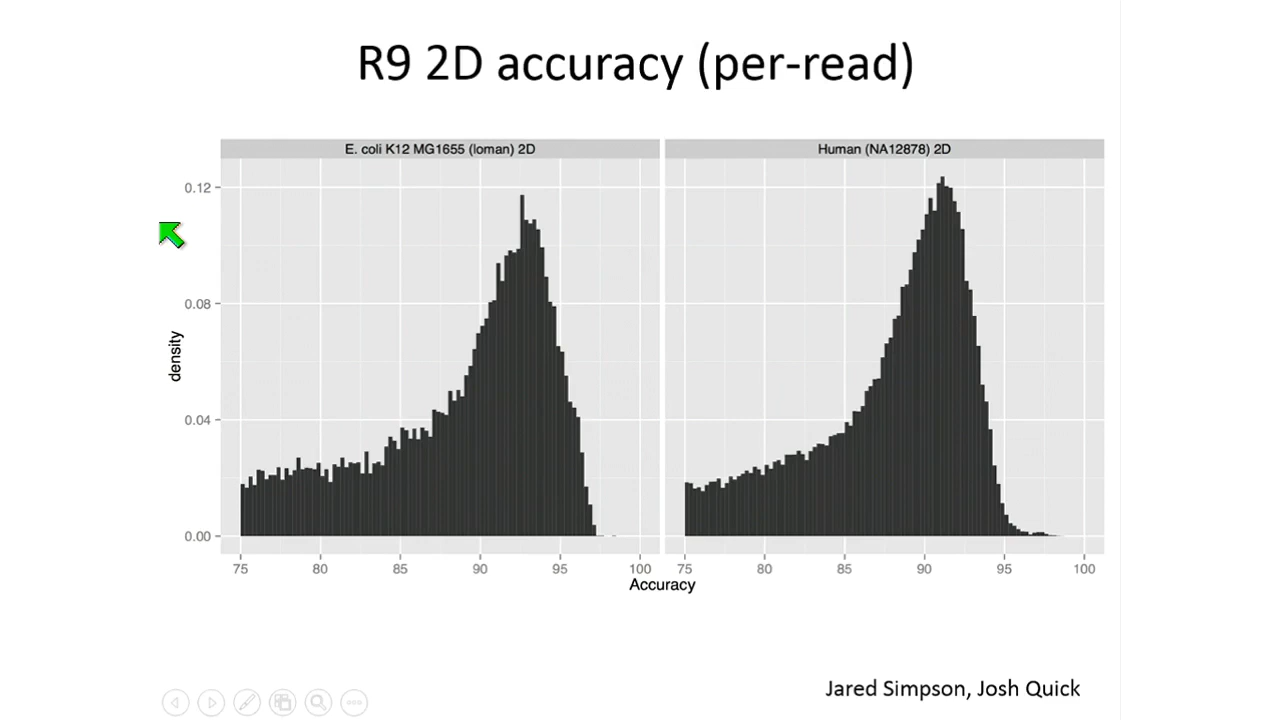 R9 2D accuracy (per-read)
E. coli K12 MG1655 (loman) 2D
Human (NA12878) 2D
0.12
0.08
0.04
0.00
density
75 80 85 90 95 100
75 80 85 90 95 100
Accuracy
Jared Simpson, Josh Quick